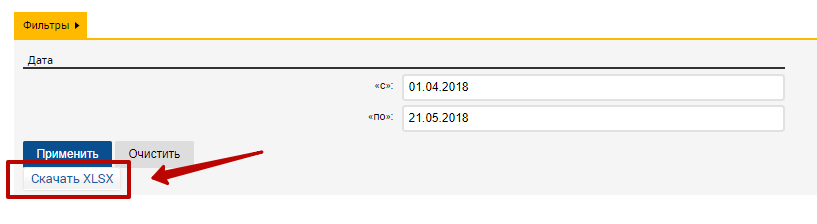 Фильтры
Дата
«с»: 01.04.2018
«по»: 21.05.2018
Применить Очистить
Скачать XLSX